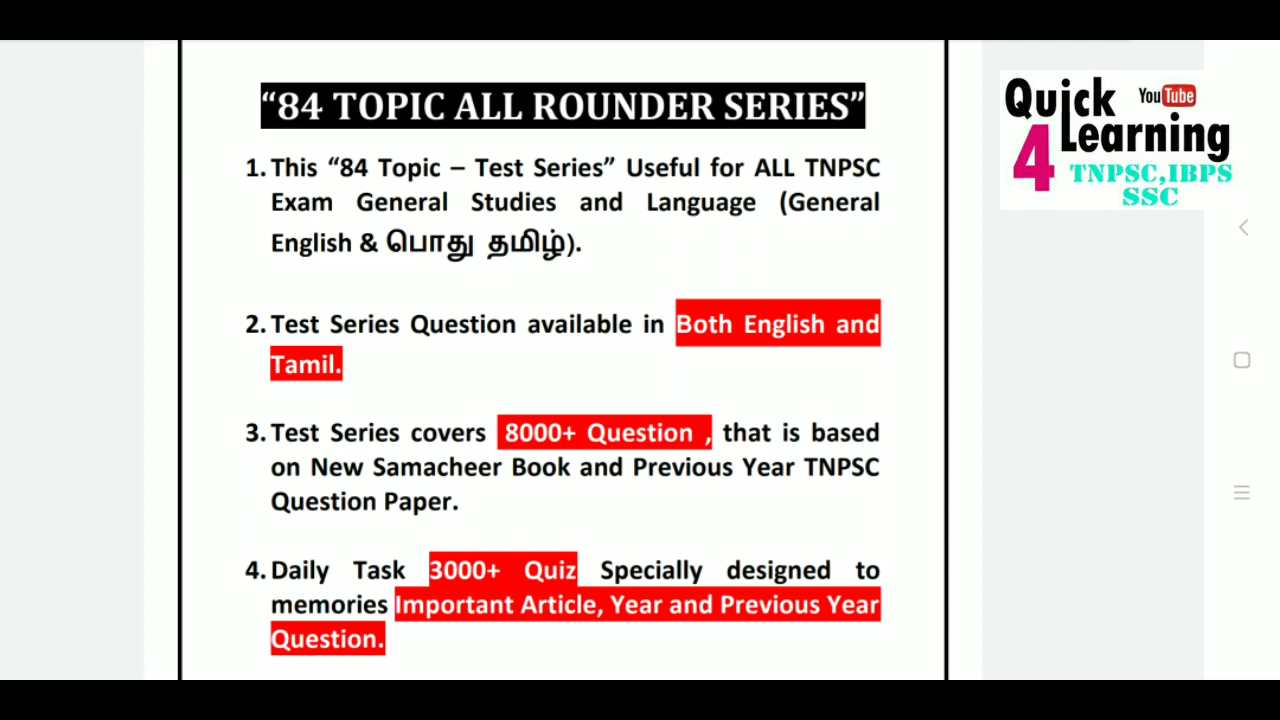 “84 TOPIC ALL ROUNDER SERIES”
1. This “84 Topic – Test Series” Useful for ALL TNPSC
Exam General Studies and Language (General
English & பொது தமிழ்).
2. Test Series Question available in Both English and
Tamil.
3. Test Series covers 8000+ Question , that is based
on New Samacheer Book and Previous Year TNPSC
Question Paper.
4. Daily Task 3000+ Quiz Specially designed to
memories Important Article, Year and Previous Year
Question.
Quick YouTube
4 Learning
TNPSC,IBPS
SSC